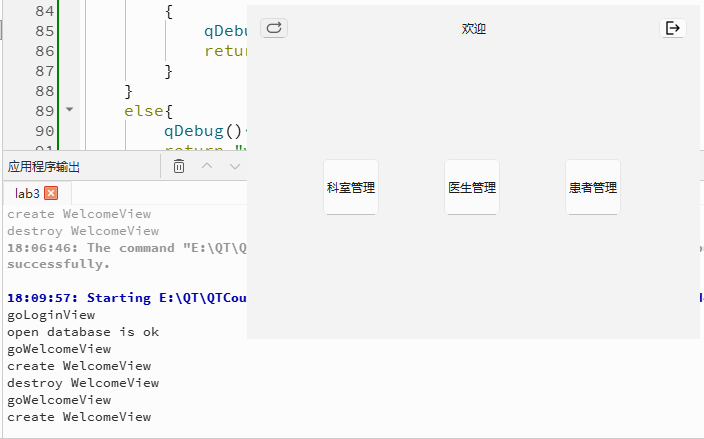 84 {
85 qDebu
86 retur
87 }
88 }
89 else{
90 qDebug()
欢迎
科室管理
医生管理
患者管理
应用程序输出
lab3
create WelcomeView
destroy WelcomeView
18:06:46: The command "E:\QT\Q
successfully.
18:09:57: Starting E:\QT\QTCou
goLoginView
open database is ok
goWelcomeView
create WelcomeView
destroy WelcomeView
goWelcomeView
create WelcomeView